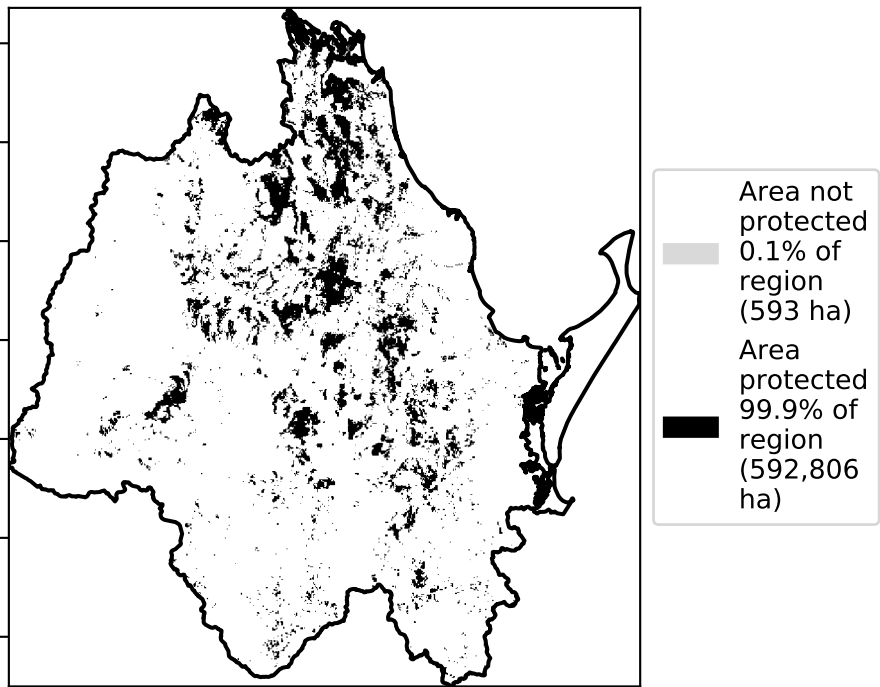 Area not
protected
0.1% of
region
(593 ha)
Area
protected
99.9% of
region
(592,806
ha)